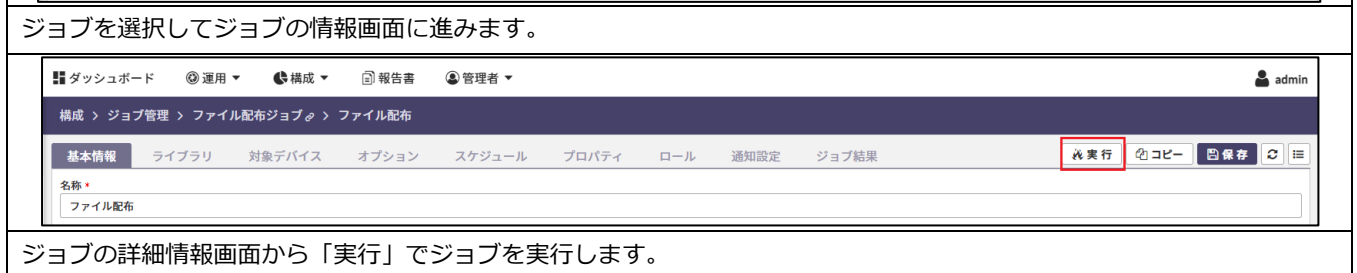 ジョブを選択してジョブの情報画面に進みます。
ダッシュボード 運用 ▼ 構成 ▼ 報告書 管理者 ▼ admin
構成 > ジョブ管理 > ファイル配布ジョブ > ファイル配布
基本情報 ライブラリ 対象デバイス オプション スケジュール プロパティ ロール 通知設定 ジョブ結果 実行 コピー 保存
名称 *
ファイル配布
ジョブの詳細情報画面から「実行」でジョブを実行します。